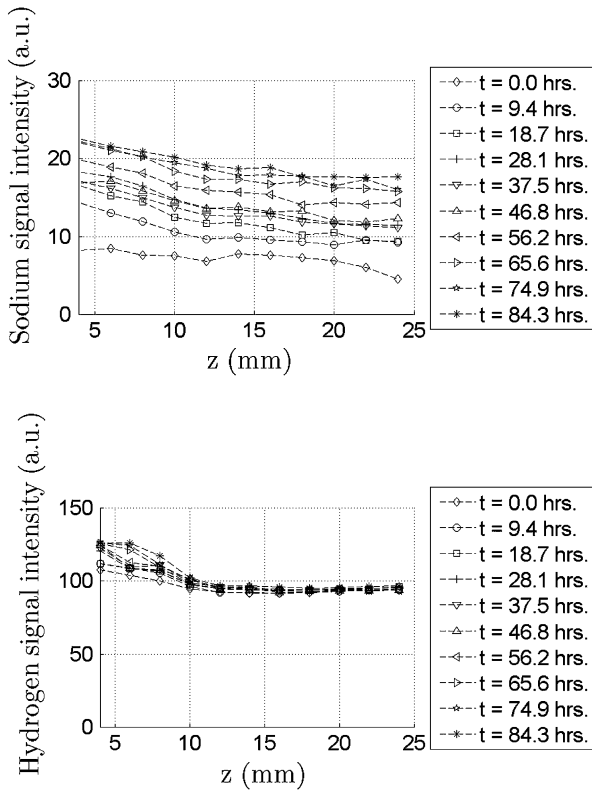 Sodium signal intensity (a.u.)
30
20
10
0
5
10
15
20
25
z (mm)
t = 0.0 hrs.
t = 9.4 hrs.
t = 18.7 hrs.
t = 28.1 hrs.
t = 37.5 hrs.
t = 46.8 hrs.
t = 56.2 hrs.
t = 65.6 hrs.
t = 74.9 hrs.
t = 84.3 hrs.
Hydrogen signal intensity (a.u.)
150
100
50
0
5
10
15
20
25
z (mm)
t = 0.0 hrs.
t = 9.4 hrs.
t = 18.7 hrs.
t = 28.1 hrs.
t = 37.5 hrs.
t = 46.8 hrs.
t = 56.2 hrs.
t = 65.6 hrs.
t = 74.9 hrs.
t = 84.3 hrs.